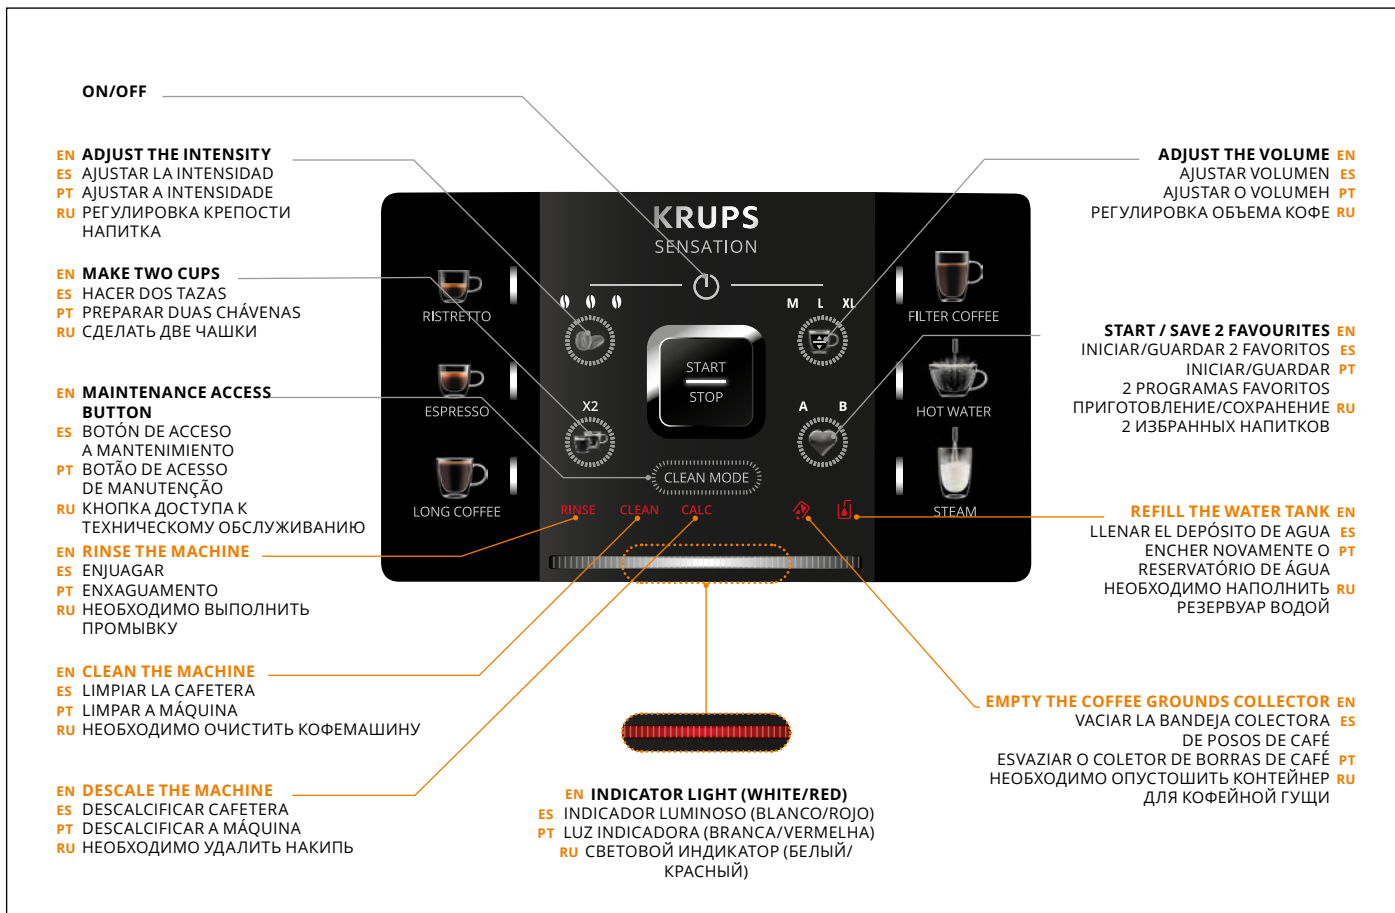 ON/OFF
EN ADJUST THE INTENSITY
ES AJUSTAR LA INTENSIDAD
PT AJUSTAR A INTENSIDADE
RU РЕГУЛИРОВКА КРЕПОСТИ
НАПИТКА
EN MAKE TWO CUPS
ES HACER DOS TAZAS
PT PREPARAR DUAS CHÁVENAS
RU СДЕЛАТЬ ДВЕ ЧАШКИ
EN MAINTENANCE ACCESS
BUTTON
ES BOTÓN DE ACCESO
A MANTENIMIENTO
PT BOTÃO DE ACESSO
DE MANUTENÇÃO
RU КНОПКА ДОСТУПА К
ТЕХНИЧЕСКОМУ ОБСЛУЖИВАНИЮ
EN RINSE THE MACHINE
ES ENJUAGAR
PT ENXAGUAMENTO
RU НЕОБХОДИМО ВЫПОЛНИТЬ
ПРОМЫВКУ
EN CLEAN THE MACHINE
ES LIMPIAR LA CAFETERA
PT LIMPAR A MÁQUINA
RU НЕОБХОДИМО ОЧИСТИТЬ КОФЕМАШИНУ
EN DESCALE THE MACHINE
ES DESCALCIFICAR CAFETERA
PT DESCALCIFICAR A MÁQUINA
RU НЕОБХОДИМО УДАЛИТЬ НАКИПЬ
KRUPS
SENSATION
RISTRETTO
ESPRESSO
LONG COFFEE
X2
START
STOP
M L XL
A B
CLEAN MODE
RINSE CLEAN CALC
FILTER COFFEE
HOT WATER
STEAM
EN INDICATOR LIGHT (WHITE/RED)
ES INDICADOR LUMINOSO (BLANCO/ROJO)
PT LUZ INDICADORA (BRANCA/VERMELHA)
RU СВЕТОВОЙ ИНДИКАТОР (БЕЛЫЙ/
КРАСНЫЙ)
ADJUST THE VOLUME EN
AJUSTAR VOLUMEN ES
AJUSTAR O VOLUMEH PT
РЕГУЛИРОВКА ОБЪЕМА КОФЕ RU
START / SAVE 2 FAVOURITES EN
INICIAR/GUARDAR 2 FAVORITOS ES
INICIAR/GUARDAR PT
2 PROGRAMAS FAVORITOS
ПРИГОТОВЛЕНИЕ/СОХРАНЕНИЕ RU
2 ИЗБРАННЫХ НАПИТКОВ
REFILL THE WATER TANK EN
LLENAR EL DEPÓSITO DE AGUA ES
ENCHER NOVAMENTE O PT
RESERVATÓRIO DE ÁGUA
НЕОБХОДИМО НАПОЛНИТЬ RU
РЕЗЕРВУАР ВОДОЙ
EMPTY THE COFFEE GROUNDS COLLECTOR EN
VACIAR LA BANDEJA COLECTORA ES
DE POSOS DE CAFÉ
ESVAZIAR O COLETOR DE BORRAS DE CAFÉ PT
НЕОБХОДИМО ОПУСТОШИТЬ КОНТЕЙНЕР RU
ДЛЯ КОФЕЙНОЙ ГУЩИ